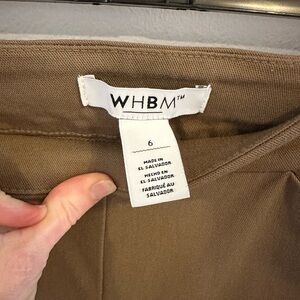 WHBM™
6
MADE IN
EL SALVADOR
HECHO EN
EL SALVADOR
FABRIQUÉ AU
SALVADOR